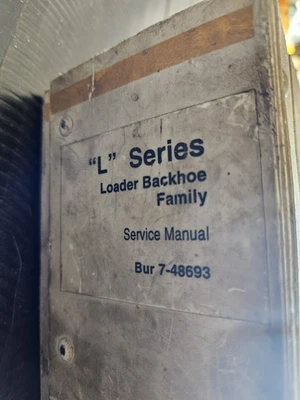 "L" Series
Loader Backhoe
Family
Service Manual
Bur 7-48693